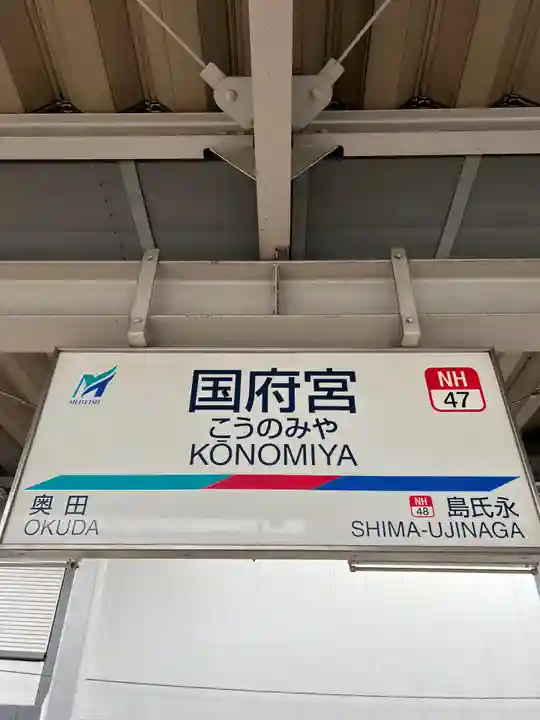 MEITETSU
国府宮
こうのみや
KŌNOMIYA
NH
47
奥田
OKUDA
NH
48
島氏永
SHIMA-UJINAGA